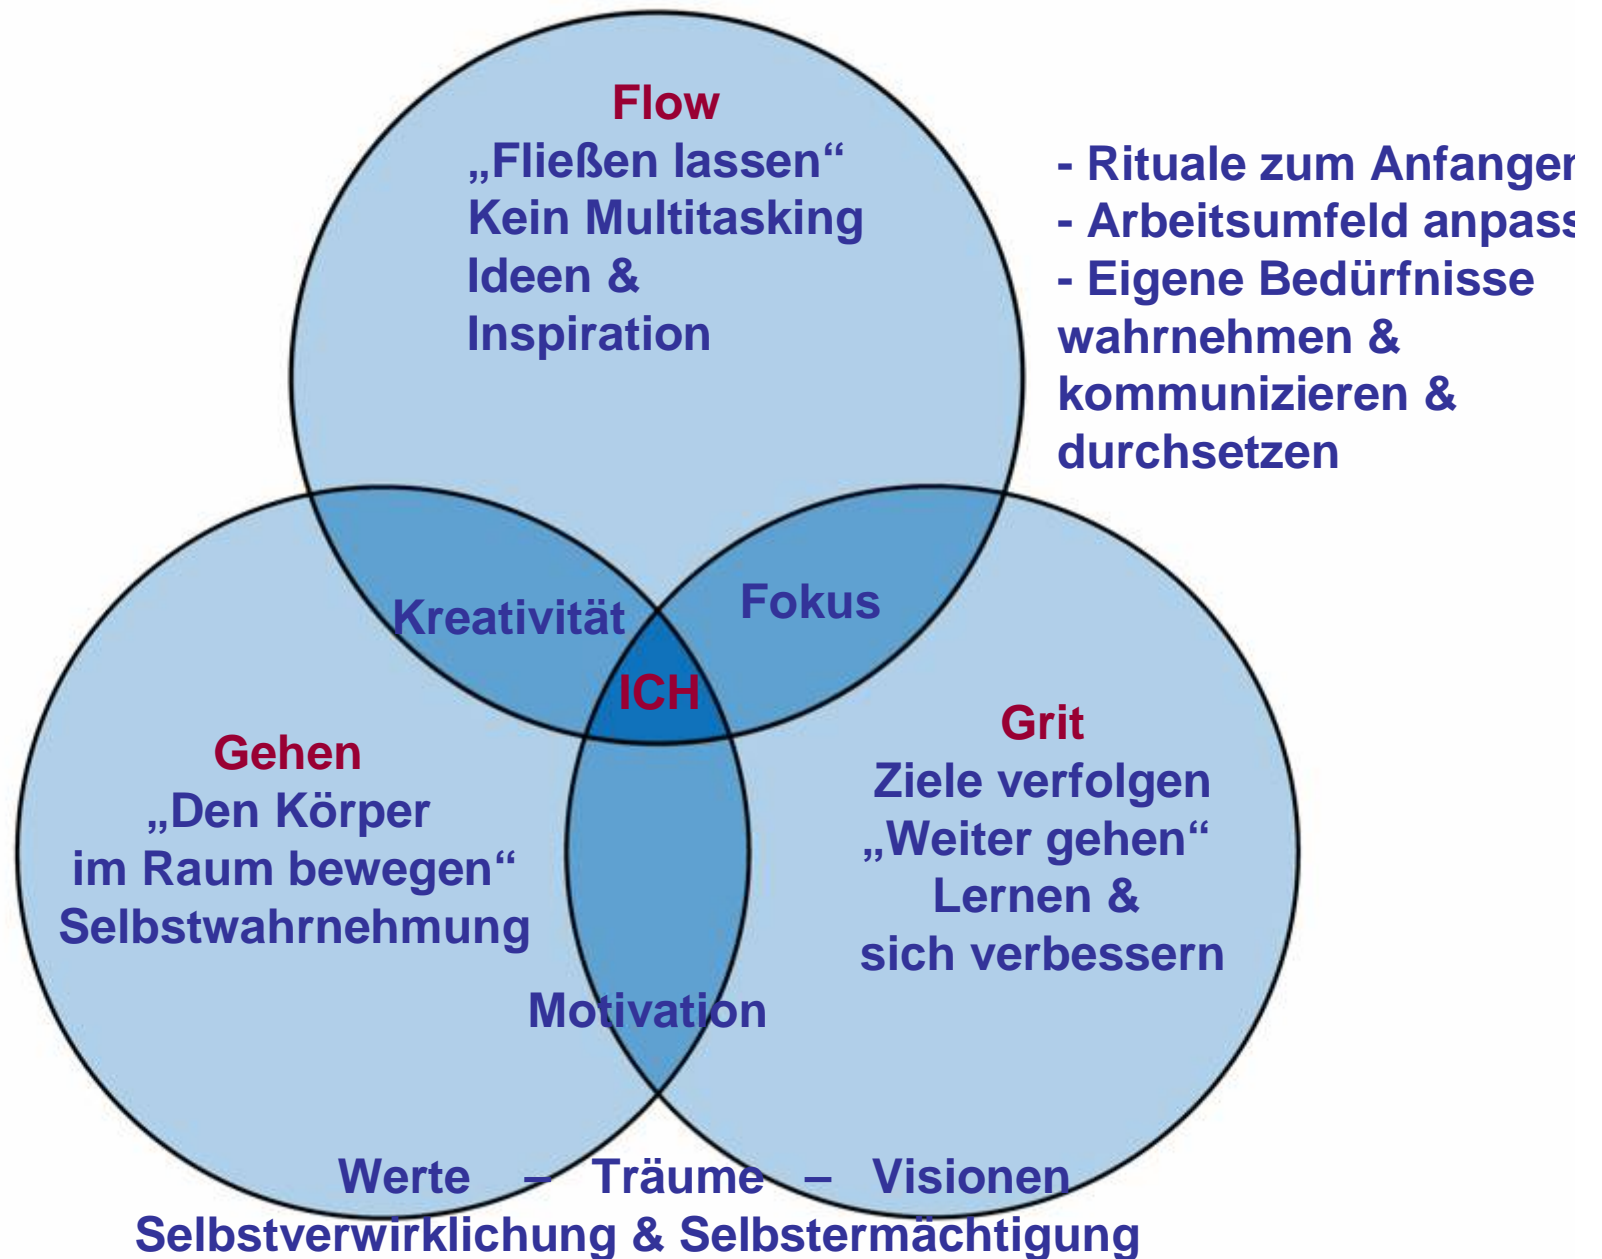 Flow
„Fließen lassen“
Kein Multitasking
Ideen &
Inspiration
- Rituale zum Anfangen
- Arbeitsumfeld anpass
- Eigene Bedürfnisse
wahrnehmen &
kommunizieren &
durchsetzen
Kreativität
Fokus
ICH
Gehen
„Den Körper
im Raum bewegen“
Selbstwahrnehmung
Grit
Ziele verfolgen
„Weiter gehen“
Lernen &
sich verbessern
Motivation
Werte – Träume – Visionen
Selbstverwirklichung & Selbstermächtigung